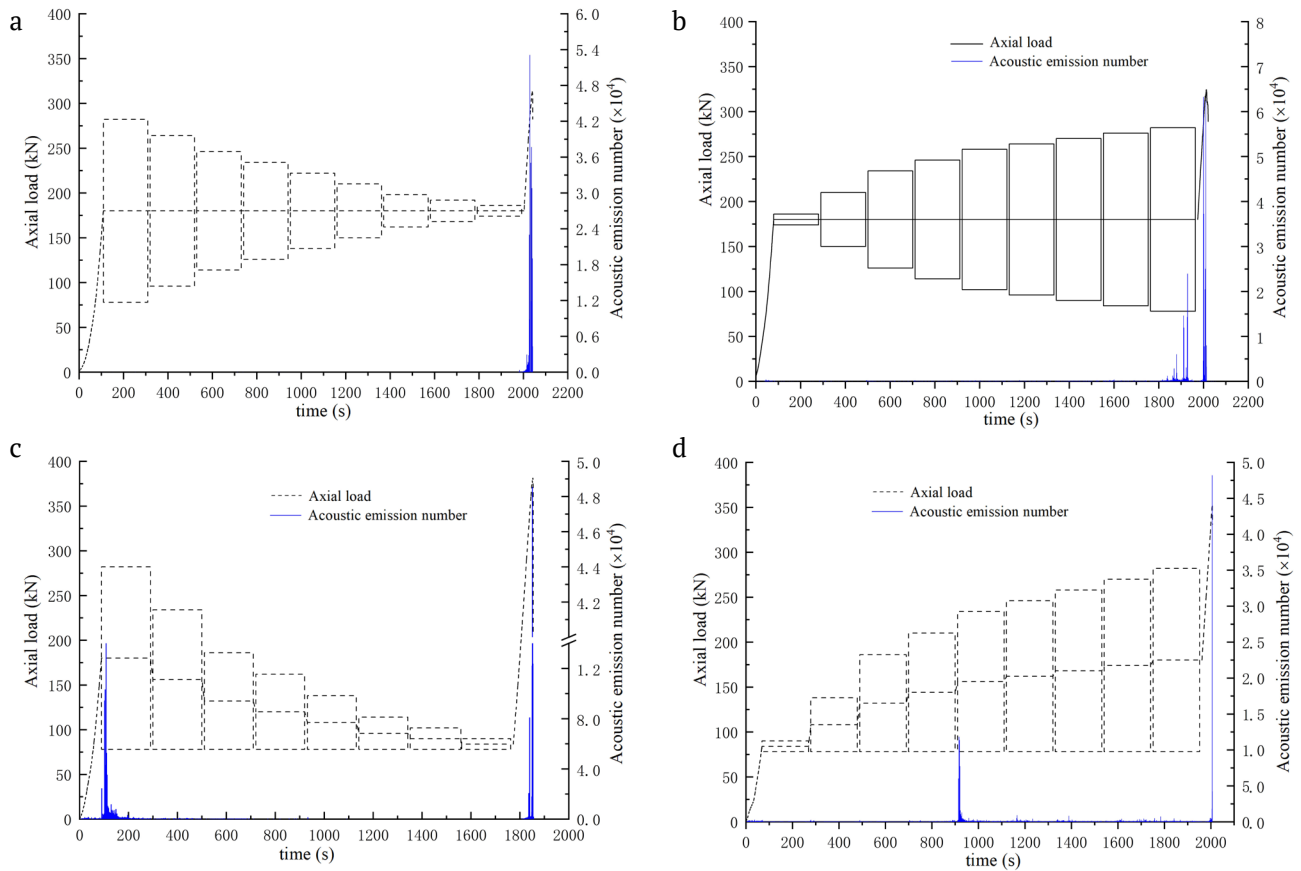 a
400
350
300
250
200
150
100
50
0
Axial load (kN)
6.0
5.4
4.8
4.2
3.6
3.0
2.4
1.8
1.2
0.6
0.0
Acoustic emission number (×10⁴)
0 200 400 600 800 1000 1200 1400 1600 1800 2000 2200
time (s)
b
400
350
300
250
200
150
100
50
0
Axial load (kN)
Axial load
Acoustic emission number
8
7
6
5
4
3
2
1
0
Acoustic emission number (×10⁴)
0 200 400 600 800 1000 1200 1400 1600 1800 2000 2200
time (s)
c
400
350
300
250
200
150
100
50
0
Axial load (kN)
Axial load
Acoustic emission number
5.0
4.8
4.6
4.4
4.2
1.2
8.0
4.0
0.0
Acoustic emission number (×10⁴)
0 200 400 600 800 1000 1200 1400 1600 1800 2000
time (s)
d
400
350
300
250
200
150
100
50
0
Axial load (kN)
Axial load
Acoustic emission number
5.0
4.5
4.0
3.5
3.0
2.5
2.0
1.5
1.0
5.0
0.0
Acoustic emission number (×10⁴)
0 200 400 600 800 1000 1200 1400 1600 1800 2000
time (s)